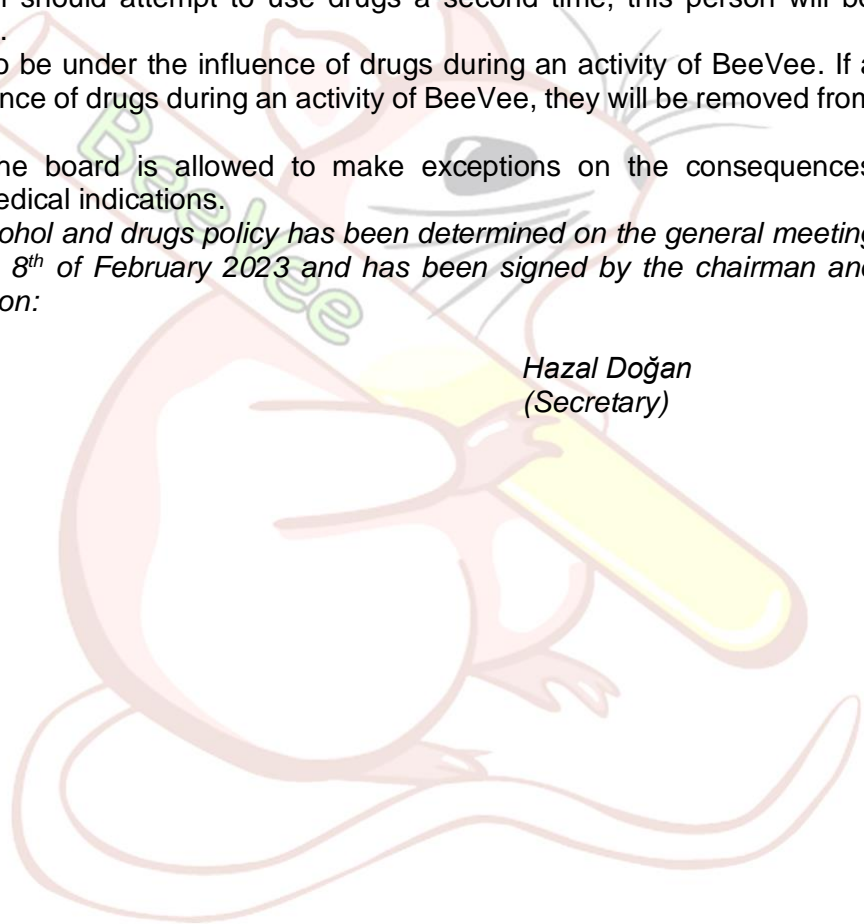 should attempt to use drugs a second time, this person will be
.
o be under the influence of drugs during an activity of BeeVee. If a
nce of drugs during an activity of BeeVee, they will be removed from
he board is allowed to make exceptions on the consequences
edical indications.
ohol and drugs policy has been determined on the general meeting
8th of February 2023 and has been signed by the chairman and
on:
BeeVee
Hazal Doğan
(Secretary)